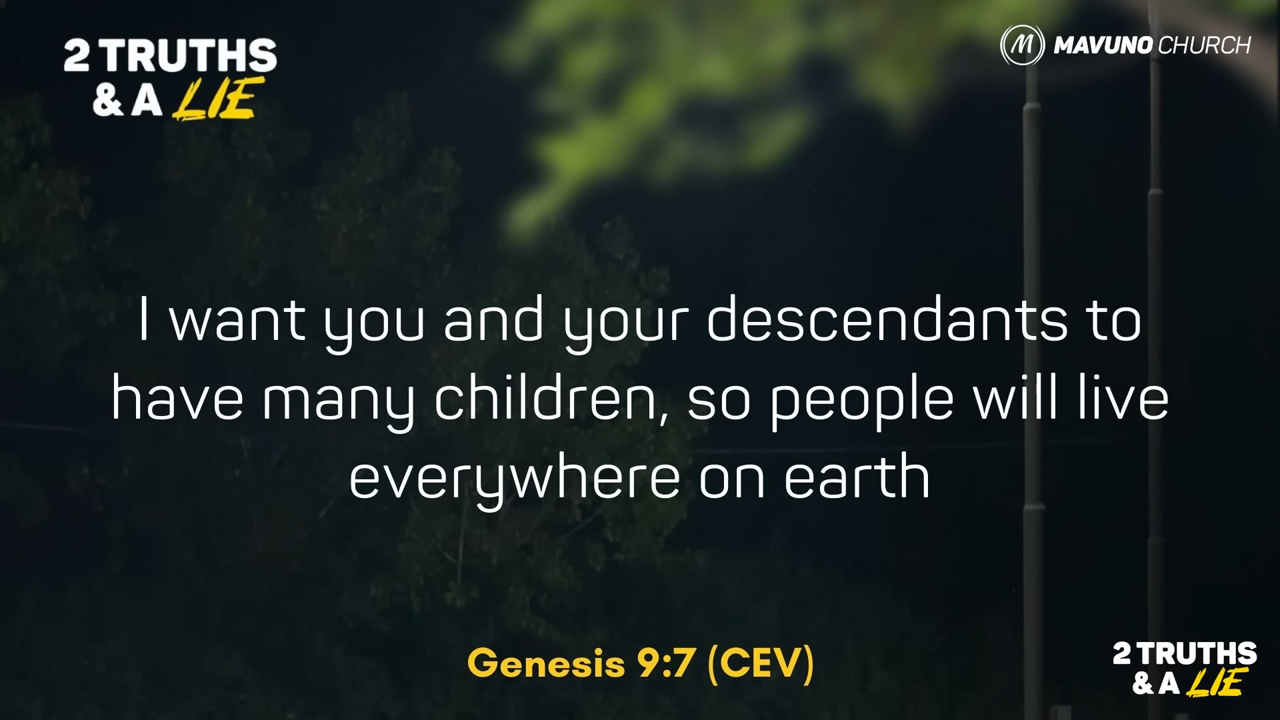 2 TRUTHS
& A LIE
MAVUNO CHURCH
I want you and your descendants to
have many children, so people will live
everywhere on earth
Genesis 9:7 (CEV)
2 TRUTHS
& A LIE